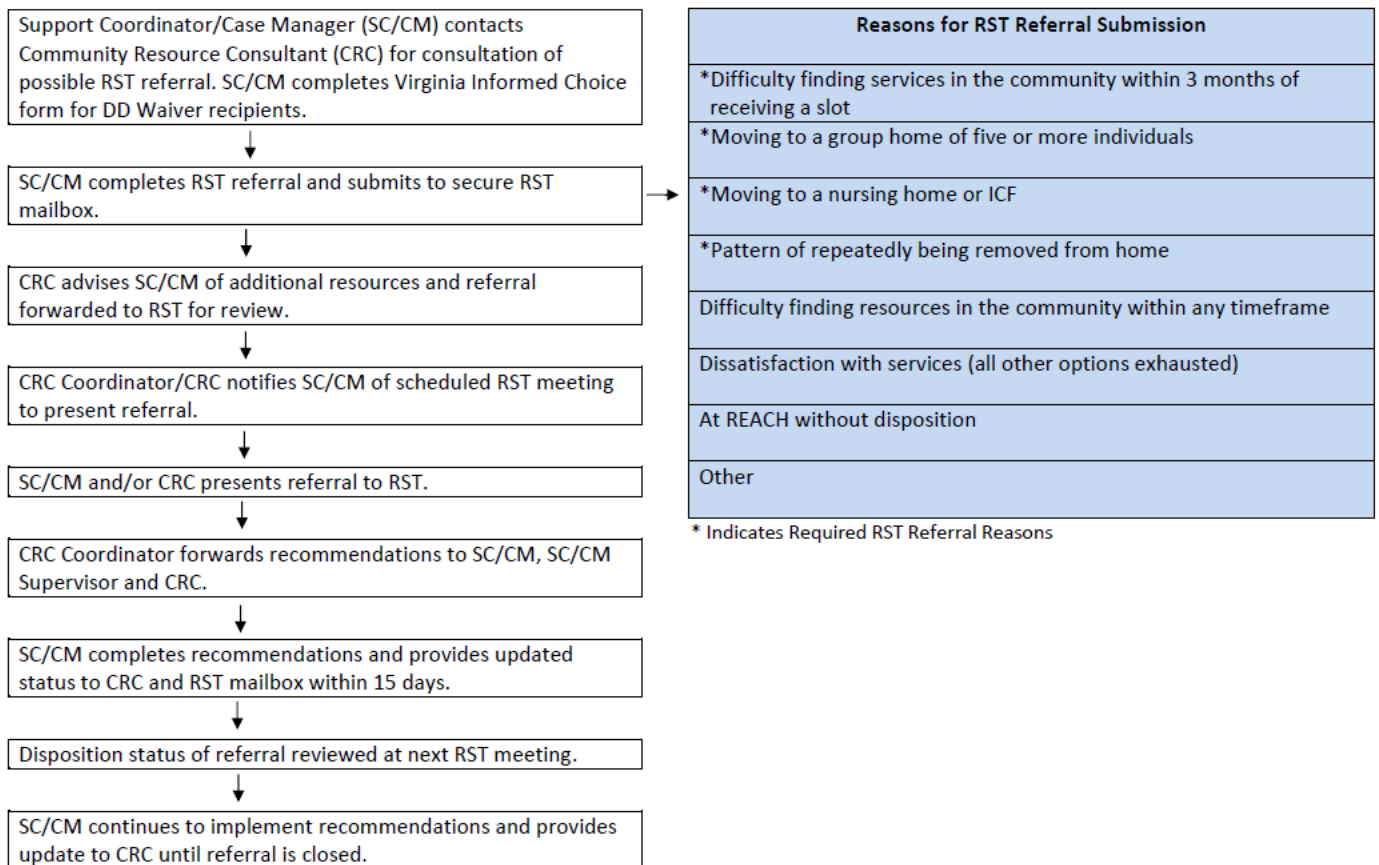 Support Coordinator/Case Manager (SC/CM) contacts
Community Resource Consultant (CRC) for consultation of
possible RST referral. SC/CM completes Virginia Informed Choice
form for DD Waiver recipients.
SC/CM completes RST referral and submits to secure RST
mailbox.
CRC advises SC/CM of additional resources and referral
forwarded to RST for review.
CRC Coordinator/CRC notifies SC/CM of scheduled RST meeting
to present referral.
SC/CM and/or CRC presents referral to RST.
CRC Coordinator forwards recommendations to SC/CM, SC/CM
Supervisor and CRC.
SC/CM completes recommendations and provides updated
status to CRC and RST mailbox within 15 days.
Disposition status of referral reviewed at next RST meeting.
SC/CM continues to implement recommendations and provides
update to CRC until referral is closed.
Reasons for RST Referral Submission
*Difficulty finding services in the community within 3 months of
receiving a slot
*Moving to a group home of five or more individuals
*Moving to a nursing home or ICF
*Pattern of repeatedly being removed from home
Difficulty finding resources in the community within any timeframe
Dissatisfaction with services (all other options exhausted)
At REACH without disposition
Other
* Indicates Required RST Referral Reasons